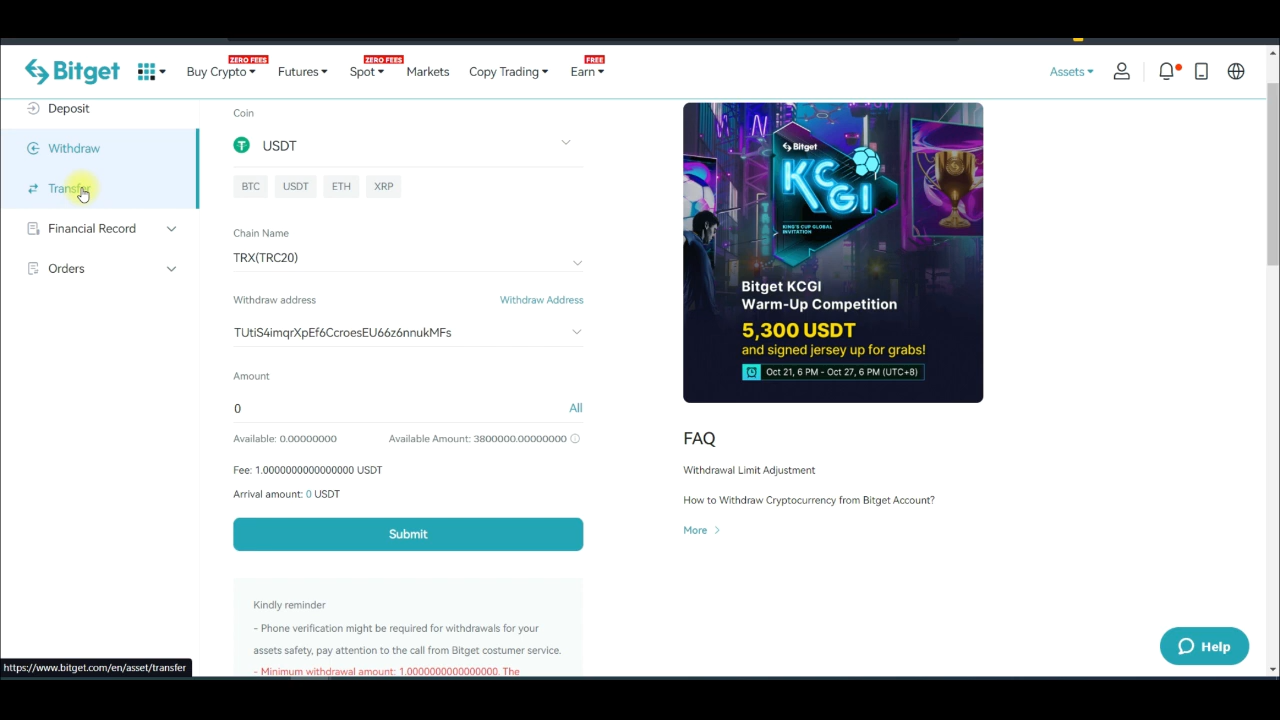 Bitget
Buy Crypto
ZERO FEES
Futures
Spot
ZERO FEES
Markets
Copy Trading
Earn
FREE
Assets
Deposit
Withdraw
Transfer
Financial Record
Orders
Coin
USDT
BTC
USDT
ETH
XRP
Chain Name
TRX(TRC20)
Withdraw address
Withdraw Address
TUtiS4imqrXpEf6CcroesEU66z6nnukMFs
Amount
0
All
Available: 0.00000000
Available Amount: 3800000.00000000
Fee: 1.0000000000000000 USDT
Arrival amount: 0 USDT
Submit
Kindly reminder
- Phone verification might be required for withdrawals for your
assets safety, pay attention to the call from Bitget costumer service.
- Minimum withdrawal amount: 1.0000000000000000. The
Bitget
KCGI
KING'S CUP GLOBAL
INVITATION
Bitget KCGI
Warm-Up Competition
5,300 USDT
and signed jersey up for grabs!
Oct 21, 6 PM - Oct 27, 6 PM (UTC+8)
FAQ
Withdrawal Limit Adjustment
How to Withdraw Cryptocurrency from Bitget Account?
More
Help
https://www.bitget.com/en/asset/transfer